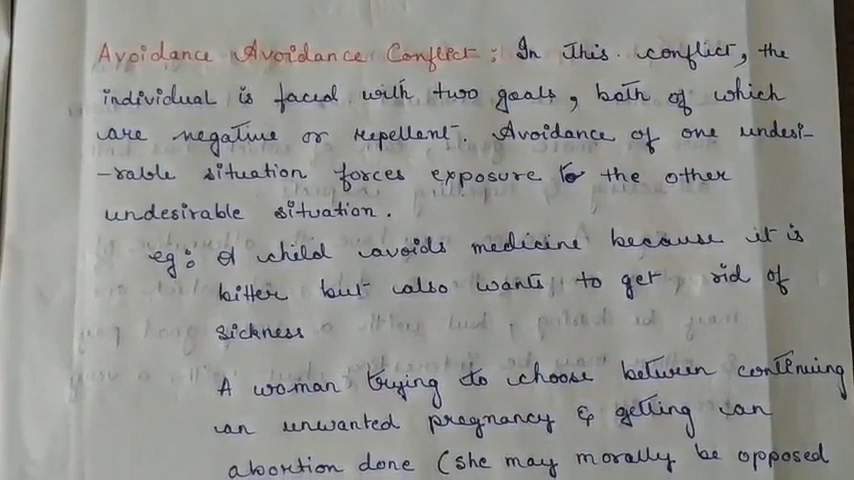 Avoidance Avoidance Conflict : In this conflict, the
individual is faced with two goals, both of which
are negative or repellent. Avoidance of one undesi-
-rable situation forces exposure to the other
undesirable situation.
eg: A child avoids medicine because it is
bitter but also wants to get rid of
sickness
A woman trying to choose between contenuing
an unwanted pregnancy & getting an
abortion done (she may morally be opposed